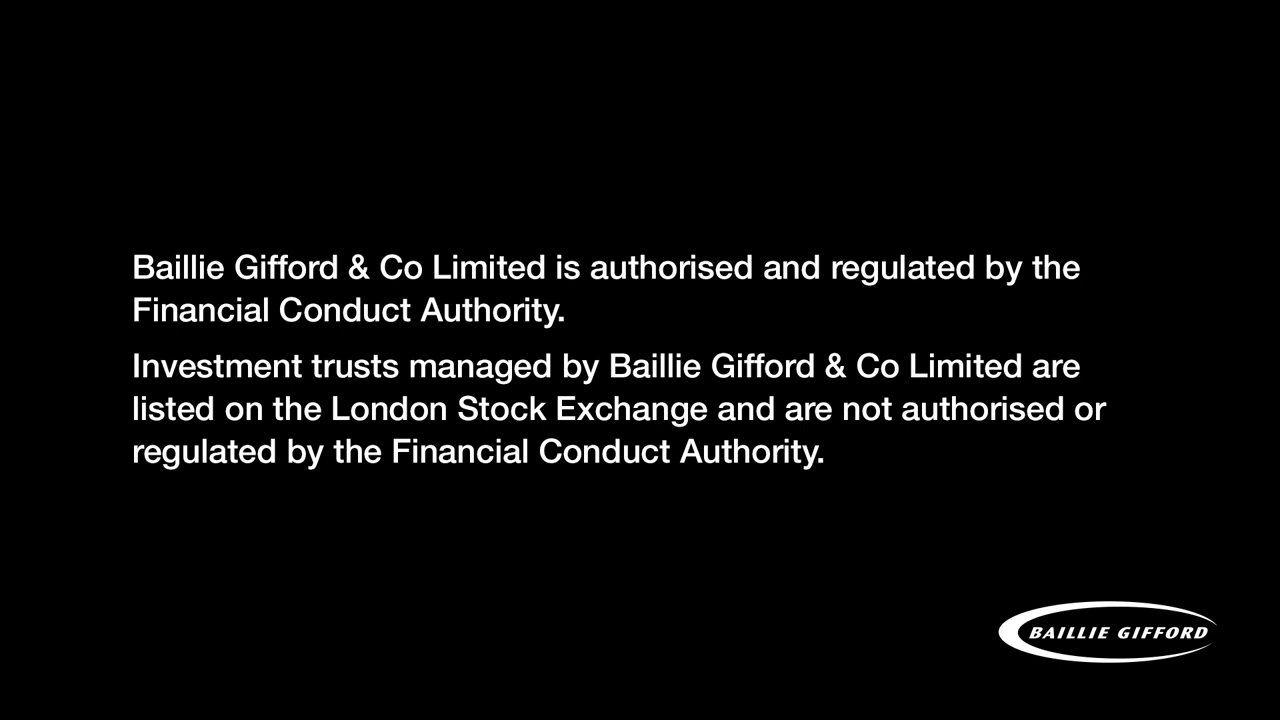 Baillie Gifford & Co Limited is authorised and regulated by the
Financial Conduct Authority.
Investment trusts managed by Baillie Gifford & Co Limited are
listed on the London Stock Exchange and are not authorised or
regulated by the Financial Conduct Authority.
BAILLIE GIFFORD